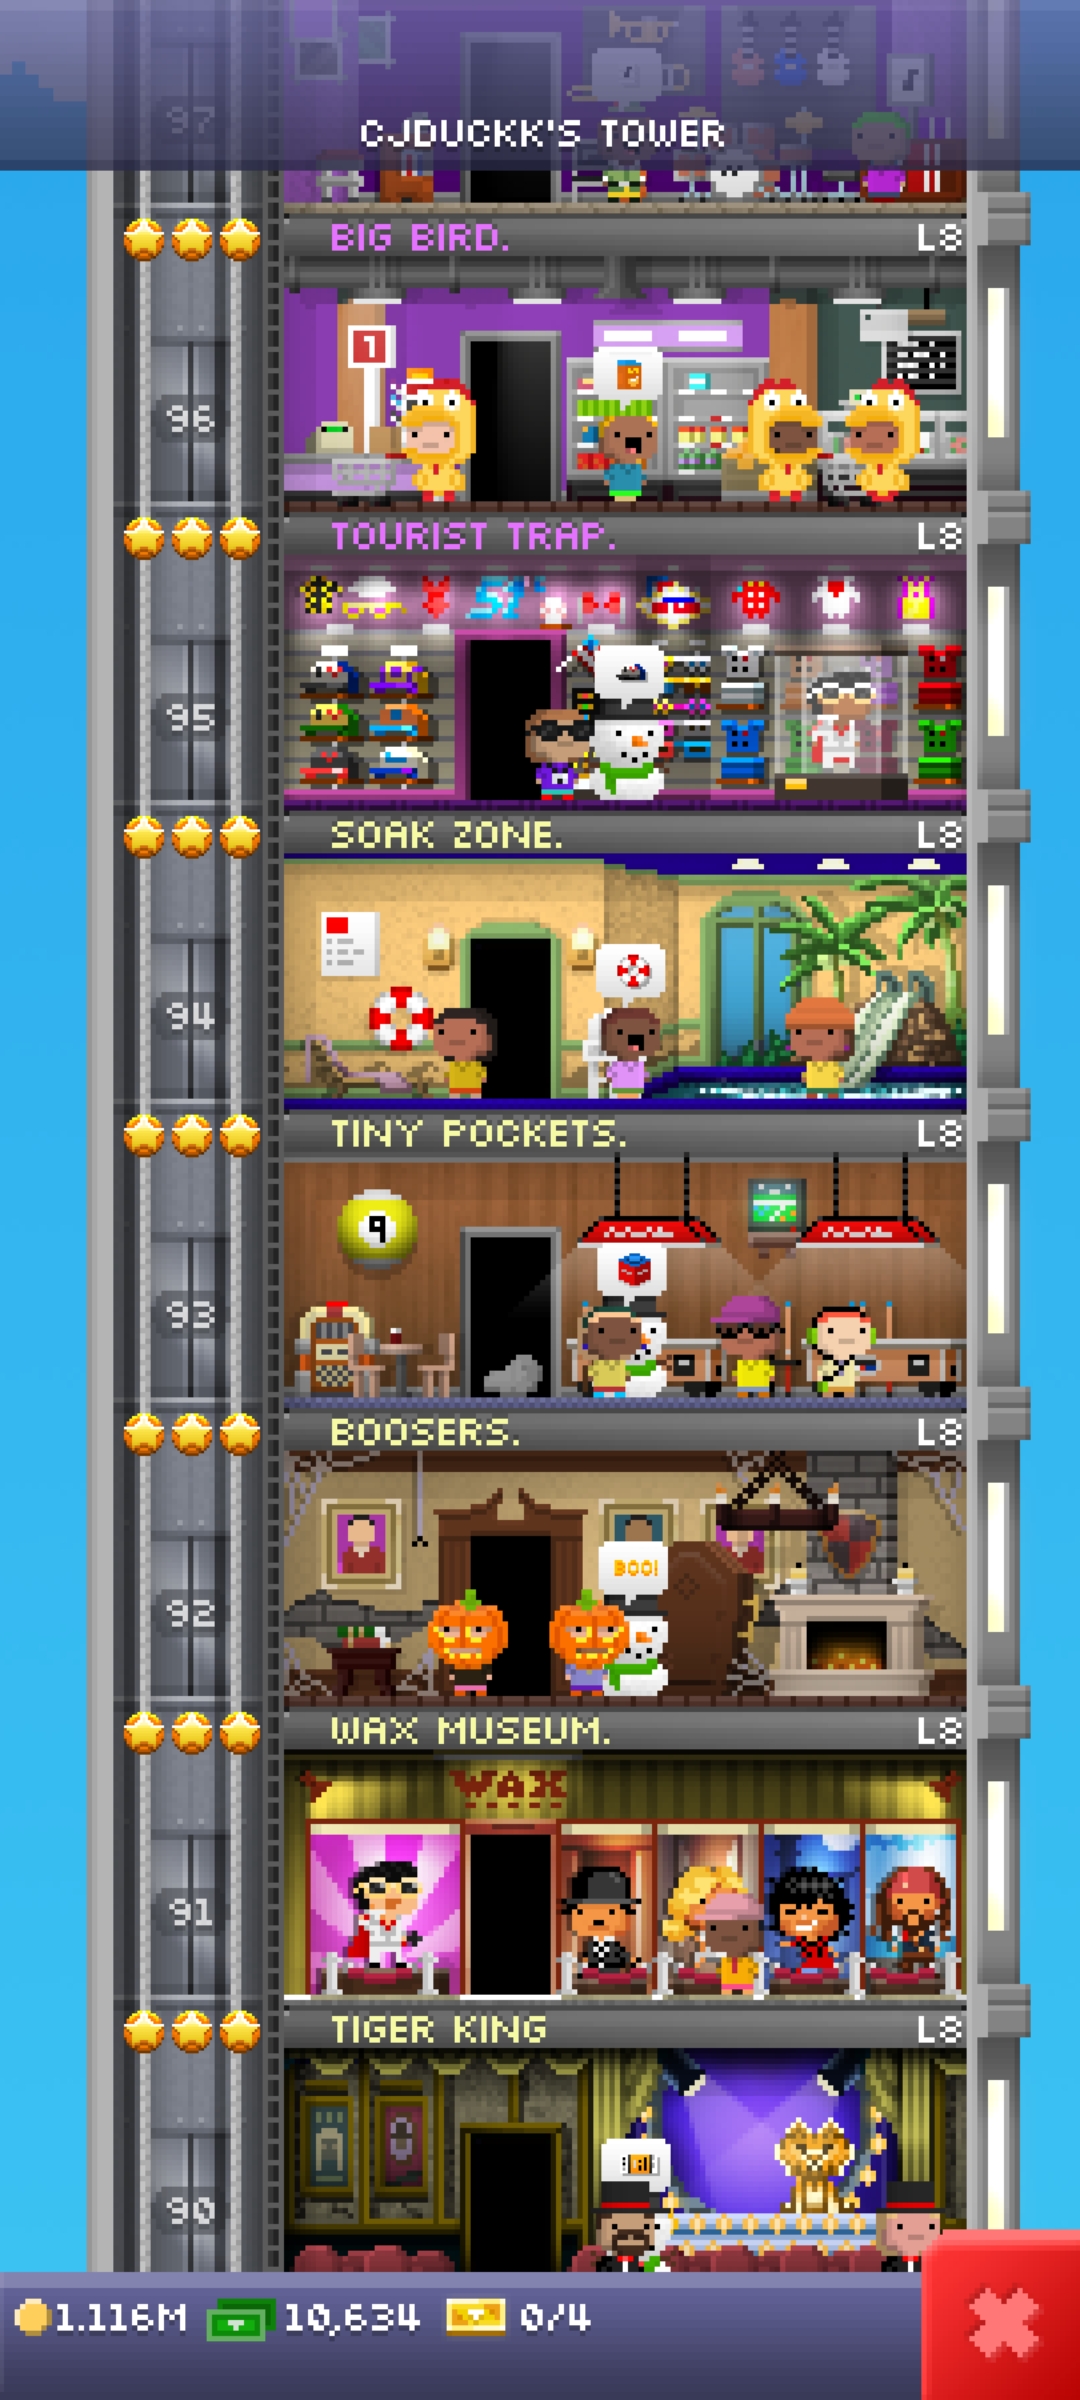 97
CJDUCKK'S TOWER
BIG BIRD. L8
1
96
TOURIST TRAP. L8
95
SOAK ZONE. L8
94
TINY POCKETS. L8
9
93
BOOSERS. L8
BOO!
92
WAX MUSEUM. L8
WAX
91
TIGER KING L8
90
1.116M 10,634 0/4